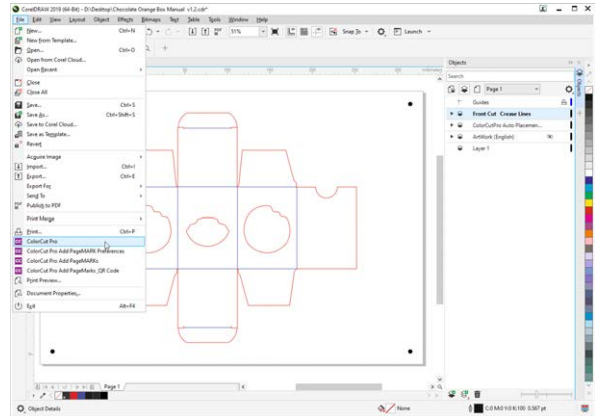 CorelDRAW 2019 (64-Bit) - D:\Desktop\Chocolate Orange Box Manual v1.2.cdr*
File Edit View Layout Object Effects Bitmaps Text Table Tools Window Help
New... Ctrl+N
New from Template...
Open... Ctrl+O
Open from Corel Cloud...
Open Recent
Close
Close All
Save... Ctrl+S
Save As... Ctrl+Shift+S
Save to Corel Cloud...
Save as Template...
Revert
Acquire Image
Import... Ctrl+I
Export... Ctrl+E
Export For
Send To
Publish to PDF
Print Merge
Print... Ctrl+P
ColorCut Pro
ColorCut Pro Add PageMARK Preferences
ColorCut Pro Add PageMARKs
ColorCut Pro Add PageMarks_QR Code
Print Preview...
Document Properties...
Exit Alt+F4
51% Snap To Launch
Objects
Search
Page 1
Guides
Front Cut Crease Lines
ColorCutPro Auto Placemen...
ArtWork (English)
Layer 1
Objects
Page 1
Object Details
None
C:0 M:0 Y:0 K:100 0.567 pt